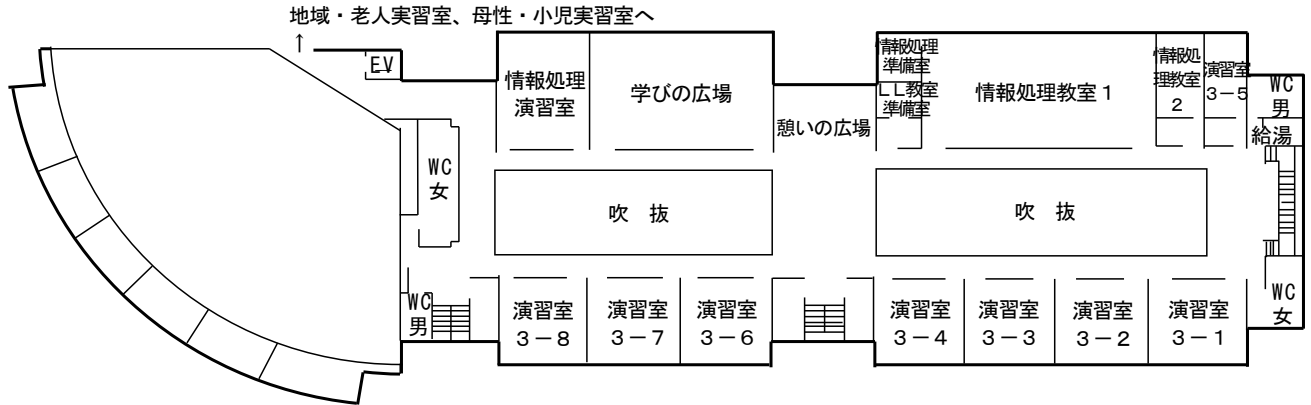 地域・老人実習室、母性・小児実習室へ
↑
EV
情報処理
演習室
学びの広場
憩いの広場
情報処理
準備室
LL教室
準備室
情報処理教室1
情報処
理教室
2
演習室
3-5
WC
男
給湯
WC
女
吹 抜
吹 抜
WC
男
演習室
3-8
演習室
3-7
演習室
3-6
演習室
3-4
演習室
3-3
演習室
3-2
演習室
3-1
WC
女